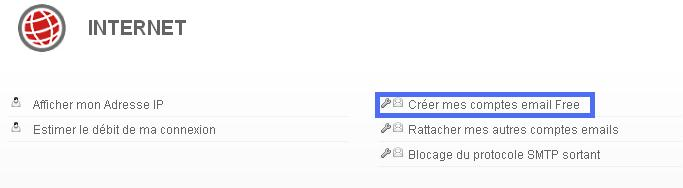 INTERNET
Afficher mon Adresse IP
Créer mes comptes email Free
Estimer le débit de ma connexion
Rattacher mes autres comptes emails
Blocage du protocole SMTP sortant